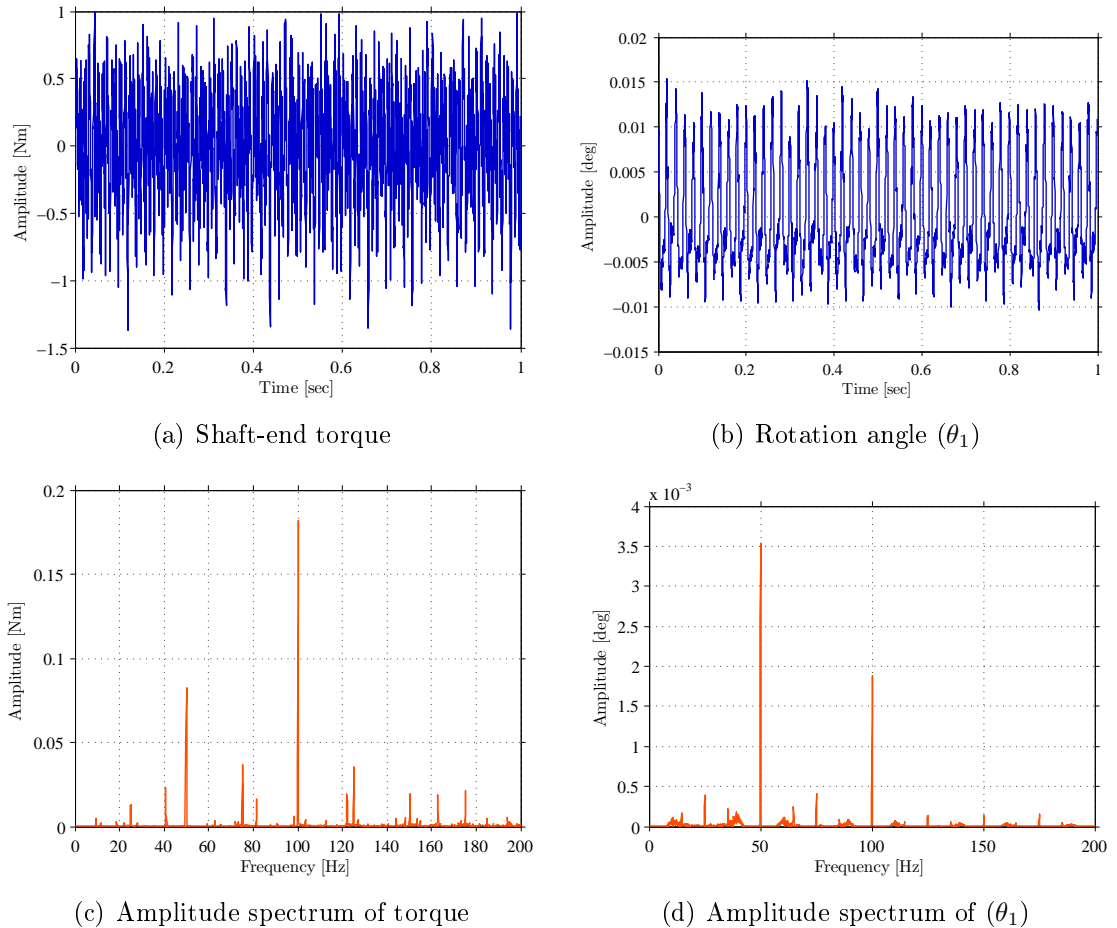 1
0.5
0
−0.5
−1
−1.5
Amplitude [Nm]
0 0.2 0.4 0.6 0.8 1
Time [sec]
(a) Shaft-end torque
0.02
0.015
0.01
0.005
0
−0.005
−0.01
−0.015
Amplitude [deg]
0 0.2 0.4 0.6 0.8 1
Time [sec]
(b) Rotation angle (θ₁)
0.2
0.15
0.1
0.05
0
Amplitude [Nm]
0 20 40 60 80 100 120 140 160 180 200
Frequency [Hz]
(c) Amplitude spectrum of torque
x 10⁻³
4
3.5
3
2.5
2
1.5
1
0.5
0
Amplitude [deg]
0 50 100 150 200
Frequency [Hz]
(d) Amplitude spectrum of (θ₁)